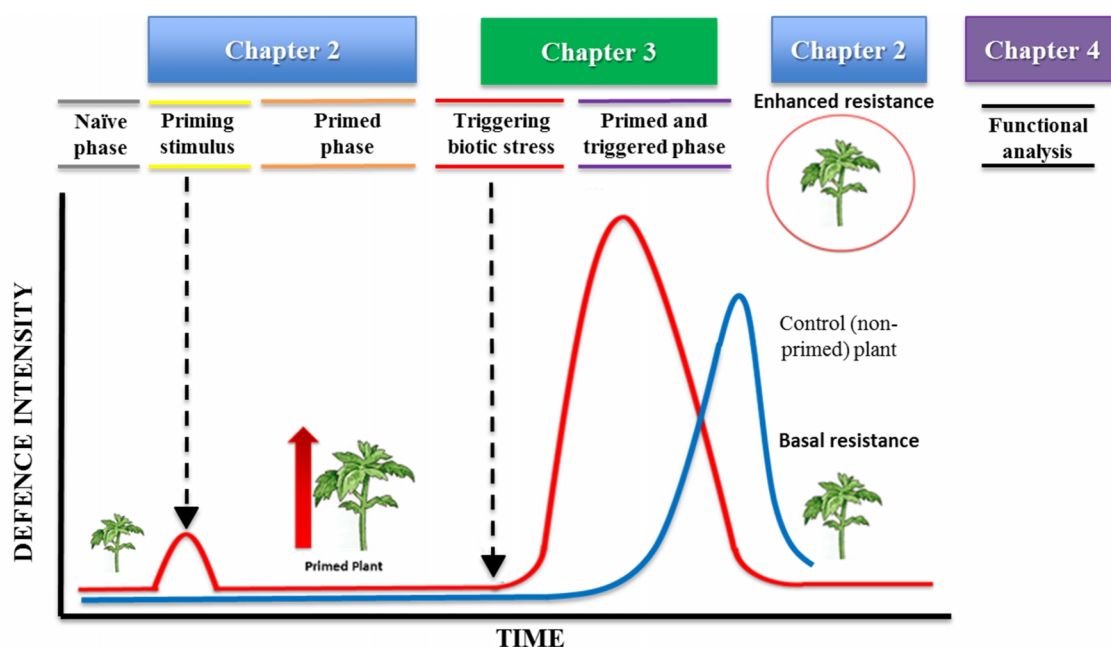 Chapter 2
Chapter 3
Chapter 2
Chapter 4
Naïve
phase
Priming
stimulus
Primed
phase
Triggering
biotic stress
Primed and
triggered phase
Enhanced resistance
Functional
analysis
DEFENCE INTENSITY
Control (non-
primed) plant
Basal resistance
Primed Plant
TIME